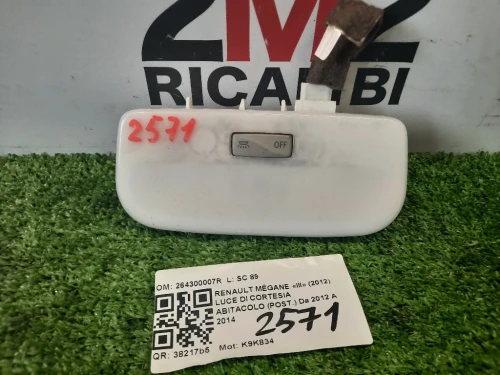 2M2
RICAMBI
2571
OFF
OM: 264300007R L: SC 89
RENAULT MÉGANE «III» (2012)
LUCE DI CORTESIA
ABITACOLO (POST.) Da 2012 A
2014
2571
QR: 38217b5 Mot: K9K834